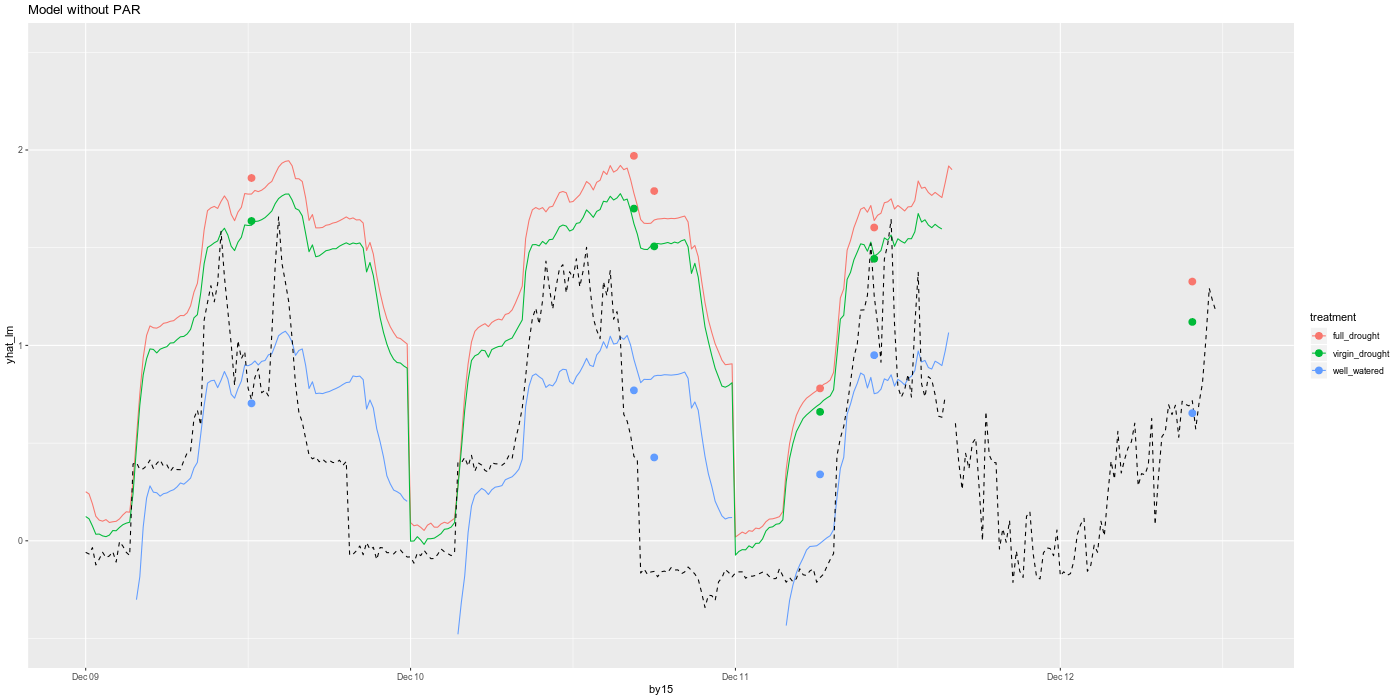 Model without PAR
yhat_lm
2
1
0
Dec 09
Dec 10
Dec 11
Dec 12
by15
treatment
full_drought
virgin_drought
well_watered